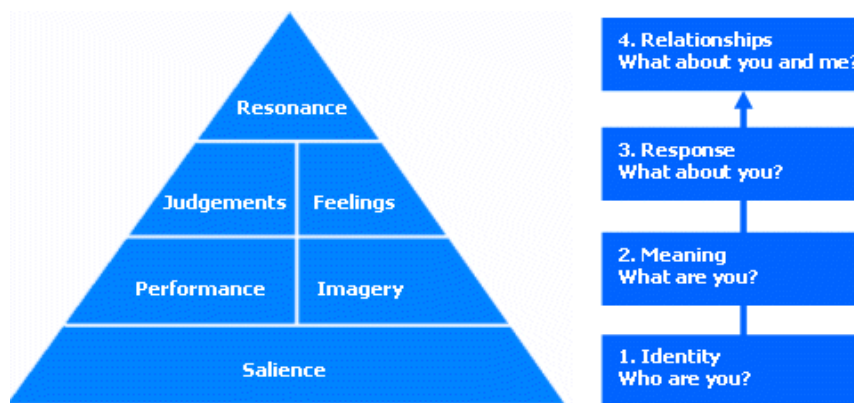 Resonance
Judgements
Feelings
Performance
Imagery
Salience
4. Relationships
What about you and me?
3. Response
What about you?
2. Meaning
What are you?
1. Identity
Who are you?